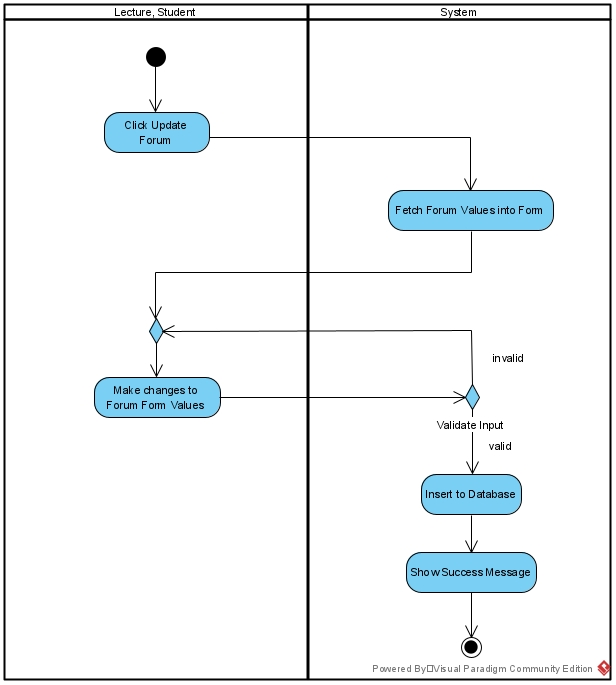 Lecture, Student
System
Click Update
Forum
Fetch Forum Values into Form
invalid
Make changes to
Forum Form Values
Validate Input
valid
Insert to Database
Show Success Message
Powered By Visual Paradigm Community Edition